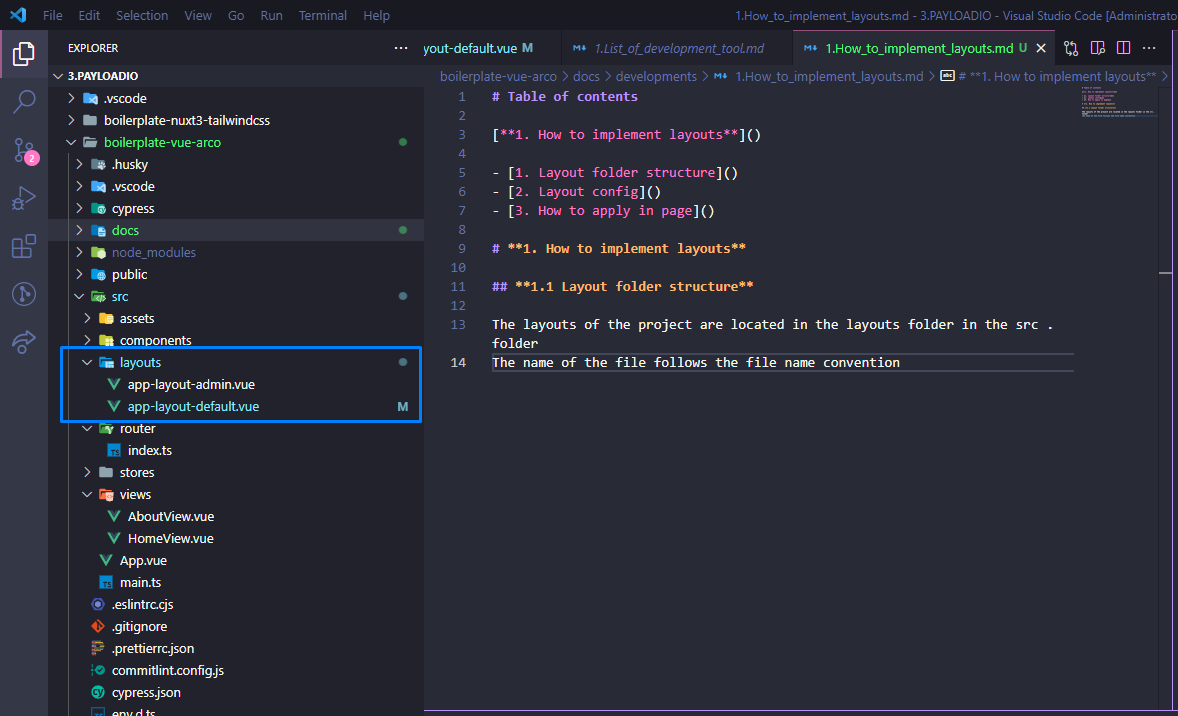 File Edit Selection View Go Run Terminal Help
1.How_to_implement_layouts.md - 3.PAYLOADIO - Visual Studio Code [Administrato
EXPLORER
yout-default.vue M
1.List_of_development_tool.md
1.How_to_implement_layouts.md U
3.PAYLOADIO
boilerplate-vue-arco > docs > developments > 1.How_to_implement_layouts.md > abc # **1. How to implement layouts** >
.vscode
boilerplate-nuxt3-tailwindcss
boilerplate-vue-arco
.husky
.vscode
cypress
docs
node_modules
public
src
assets
components
layouts
app-layout-admin.vue
app-layout-default.vue M
router
TS index.ts
stores
views
AboutView.vue
HomeView.vue
App.vue
TS main.ts
.eslintrc.cjs
.gitignore
.prettierrc.json
commitlint.config.js
cy cypress.json
env.d.ts
2
1 # Table of contents
2
3 [**1. How to implement layouts**]()
4
5 - [1. Layout folder structure]()
6 - [2. Layout config]()
7 - [3. How to apply in page]()
8
9 # **1. How to implement layouts**
10
11 ## **1.1 Layout folder structure**
12
13 The layouts of the project are located in the layouts folder in the src .
folder
14 The name of the file follows the file name convention